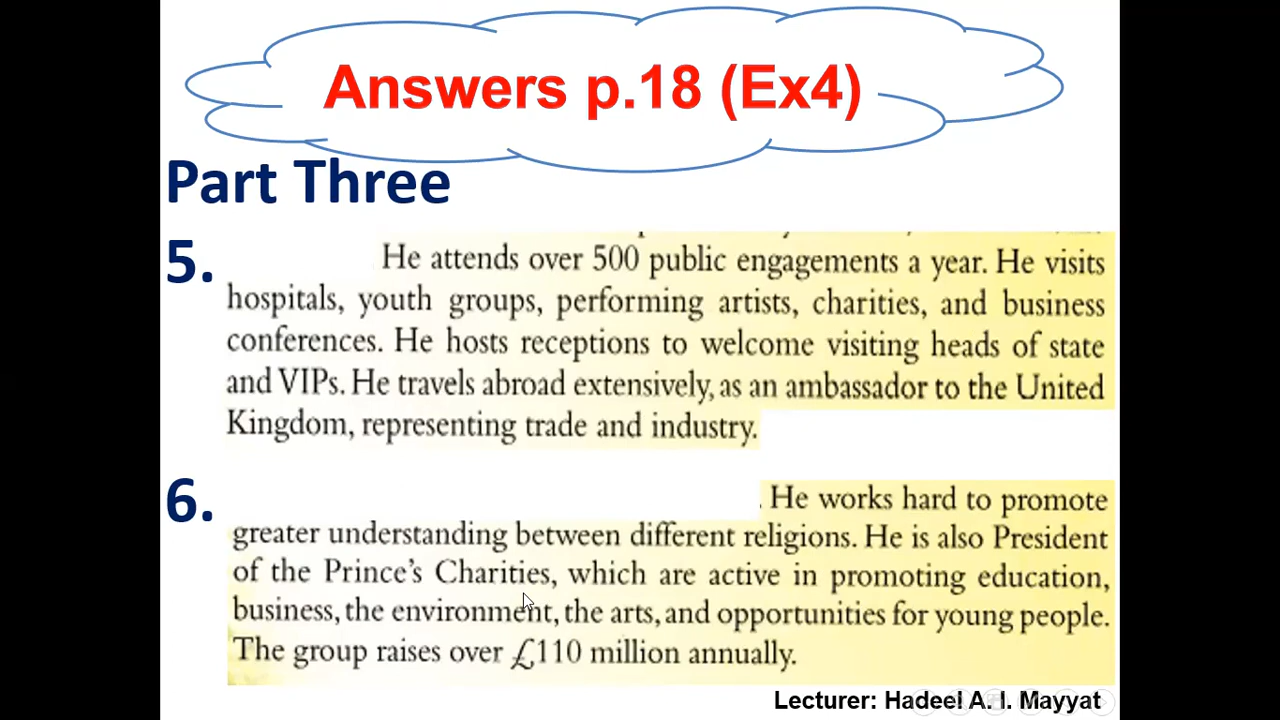 Answers p.18 (Ex4)
Part Three
5.
He attends over 500 public engagements a year. He visits
hospitals, youth groups, performing artists, charities, and business
conferences. He hosts receptions to welcome visiting heads of state
and VIPs. He travels abroad extensively, as an ambassador to the United
Kingdom, representing trade and industry.
6.
. He works hard to promote
greater understanding between different religions. He is also President
of the Prince’s Charities, which are active in promoting education,
business, the environment, the arts, and opportunities for young people.
The group raises over £110 million annually.
Lecturer: Hadeel A. I. Mayyat